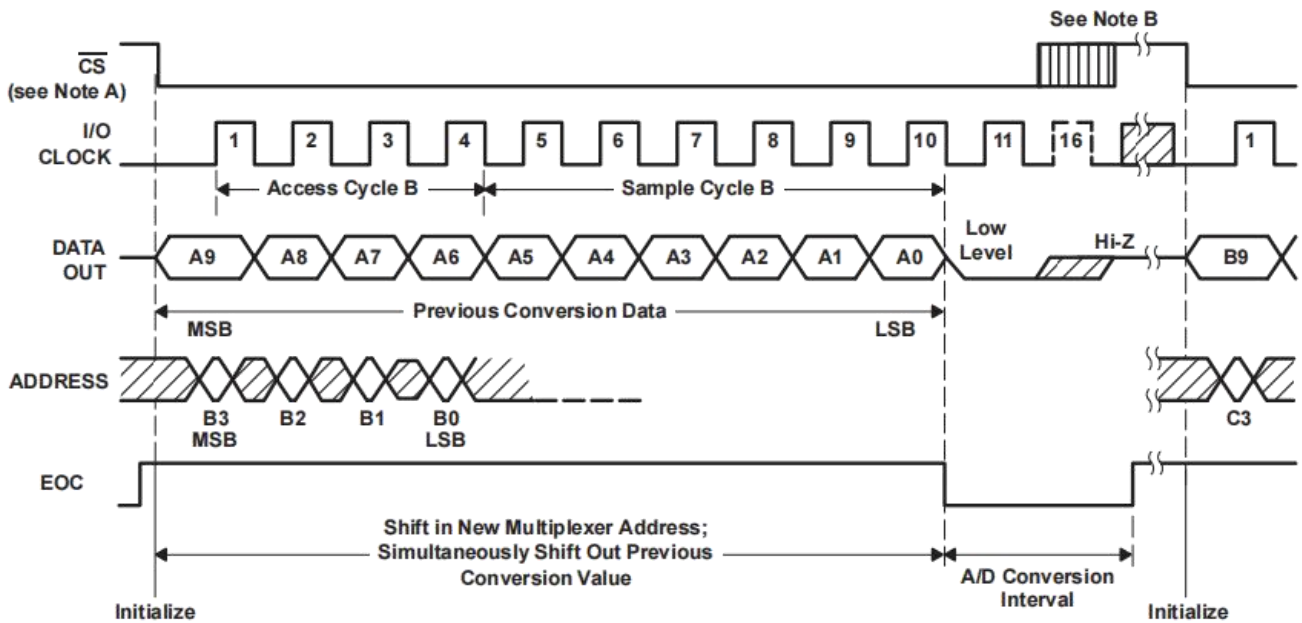 See Note B
CS
(see Note A)
I/O
CLOCK
1 2 3 4 5 6 7 8 9 10 11 16 1
Access Cycle B
Sample Cycle B
DATA
OUT
A9 A8 A7 A6 A5 A4 A3 A2 A1 A0
Low
Level
Hi-Z
B9
Previous Conversion Data
MSB
LSB
ADDRESS
B3 B2 B1 B0 C3
MSB LSB
EOC
Shift in New Multiplexer Address;
Simultaneously Shift Out Previous
Conversion Value
A/D Conversion
Interval
Initialize
Initialize